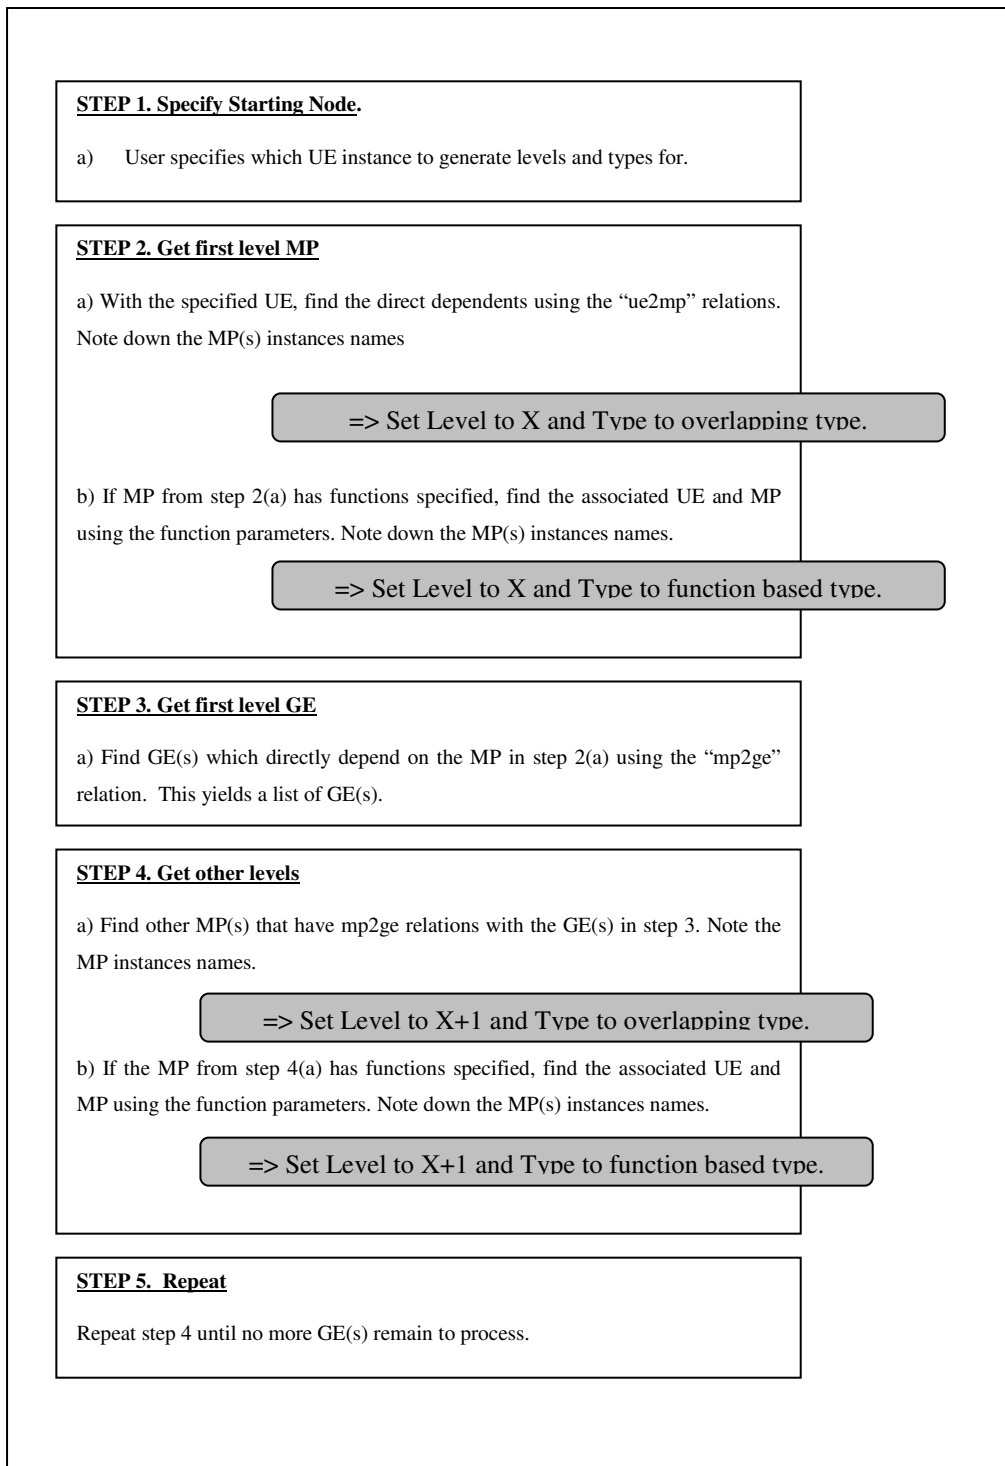 STEP 1. Specify Starting Node.
a) User specifies which UE instance to generate levels and types for.
STEP 2. Get first level MP
a) With the specified UE, find the direct dependents using the “ue2mp” relations.
Note down the MP(s) instances names
=> Set Level to X and Type to overlapping type.
b) If MP from step 2(a) has functions specified, find the associated UE and MP
using the function parameters. Note down the MP(s) instances names.
=> Set Level to X and Type to function based type.
STEP 3. Get first level GE
a) Find GE(s) which directly depend on the MP in step 2(a) using the “mp2ge”
relation. This yields a list of GE(s).
STEP 4. Get other levels
a) Find other MP(s) that have mp2ge relations with the GE(s) in step 3. Note the
MP instances names.
=> Set Level to X+1 and Type to overlapping type.
b) If the MP from step 4(a) has functions specified, find the associated UE and
MP using the function parameters. Note down the MP(s) instances names.
=> Set Level to X+1 and Type to function based type.
STEP 5. Repeat
Repeat step 4 until no more GE(s) remain to process.